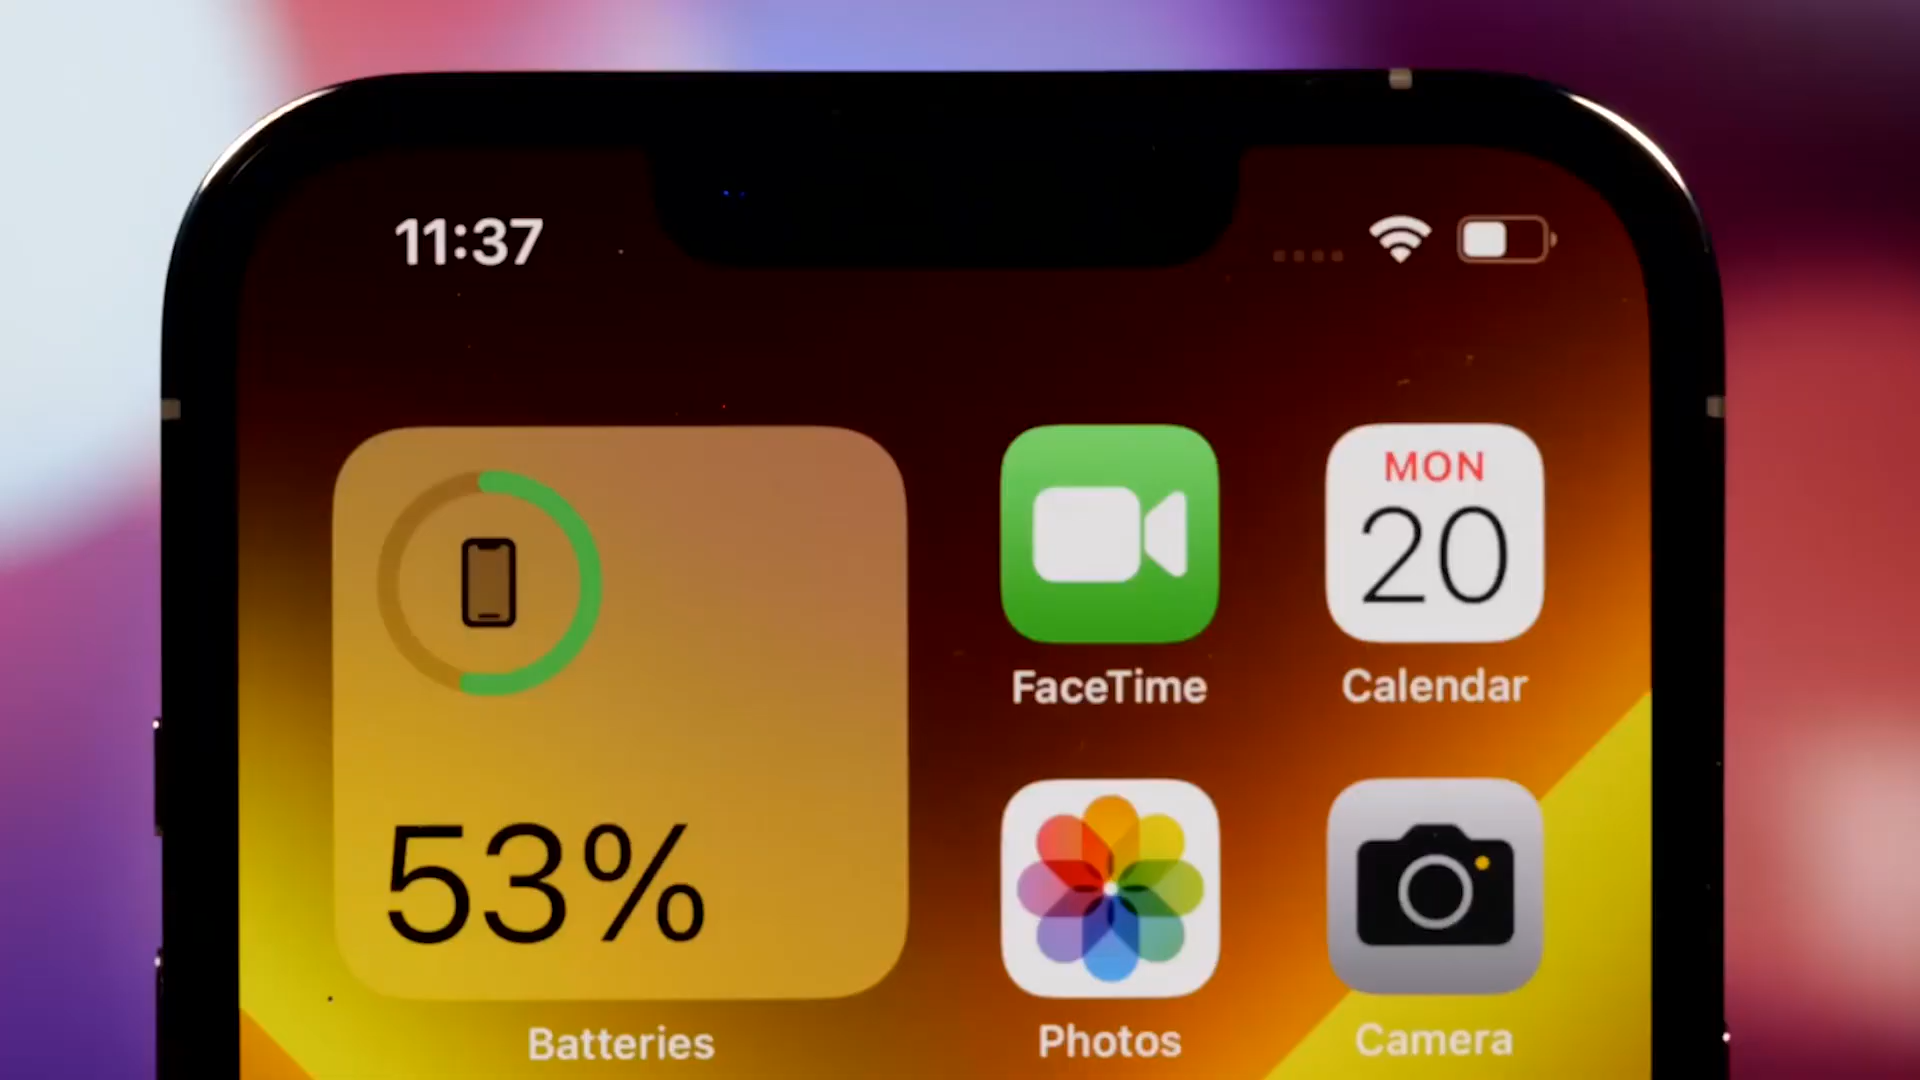 11:37
MON
20
FaceTime
Calendar
53%
Batteries
Photos
Camera